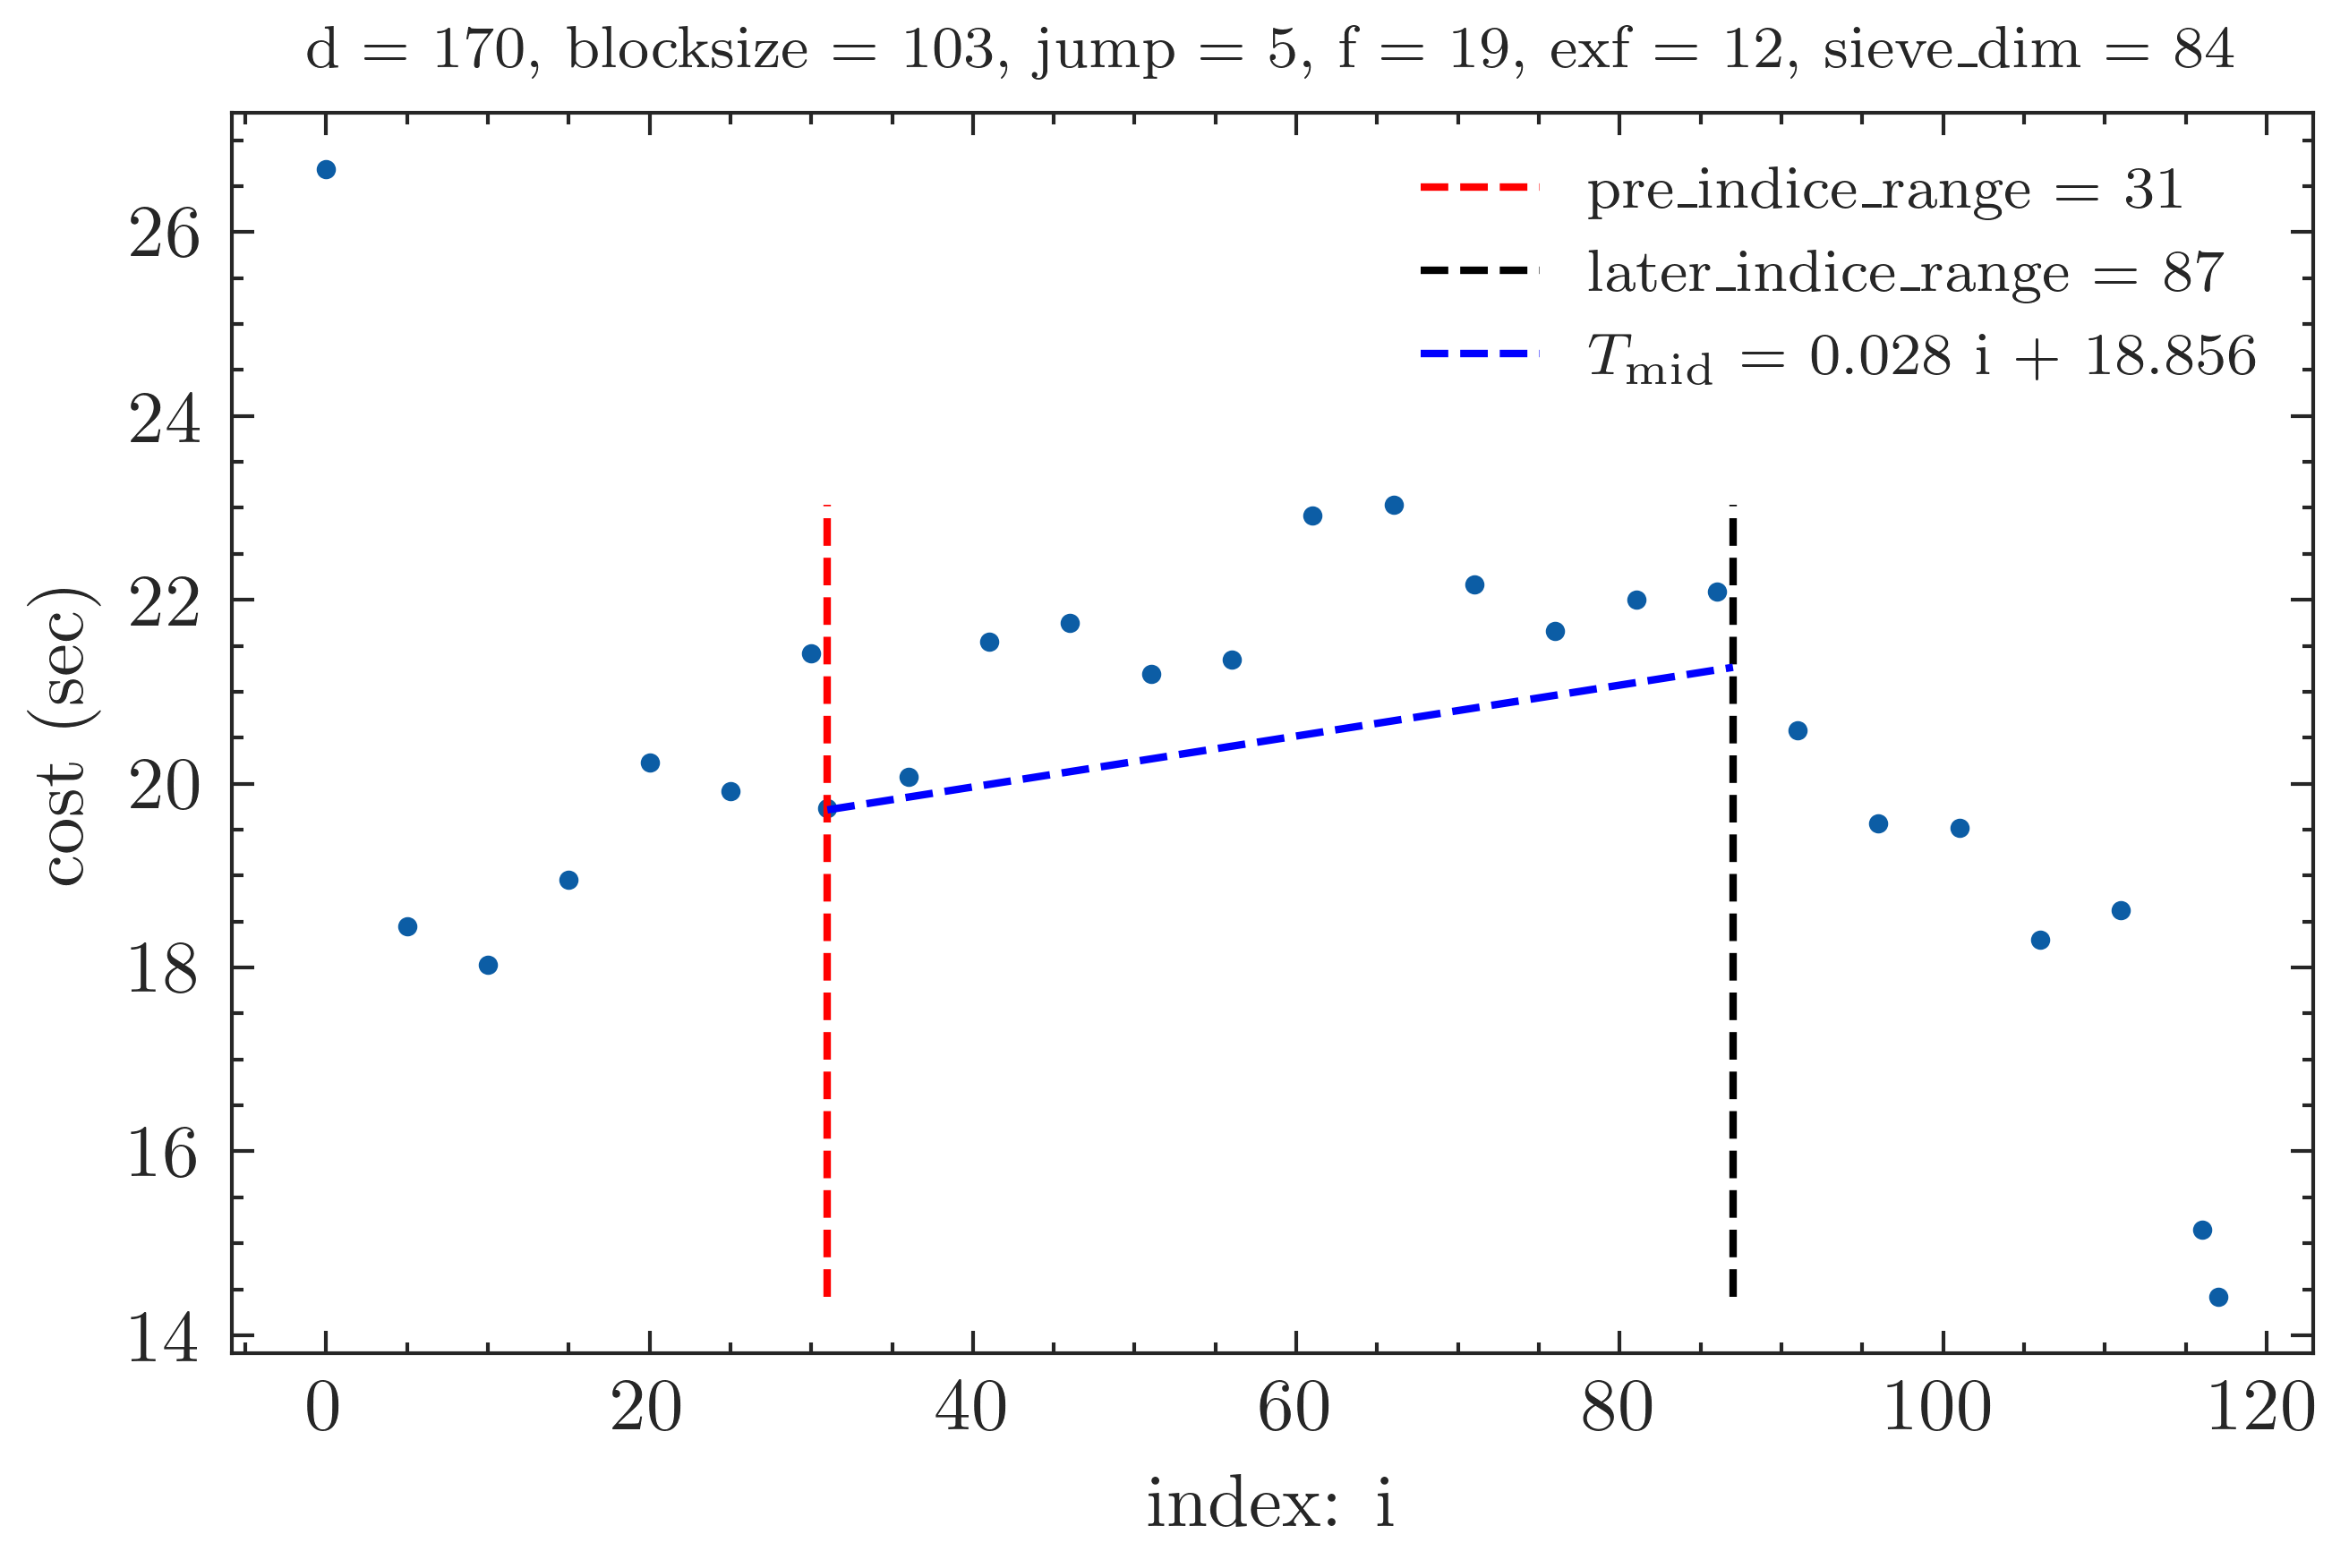 d = 170, blocksize = 103, jump = 5, f = 19, exf = 12, sieve_dim = 84
pre_indice_range = 31
later_indice_range = 87
T_mid = 0.028 i + 18.856
cost (sec)
26
24
22
20
18
16
14
0 20 40 60 80 100 120
index: i